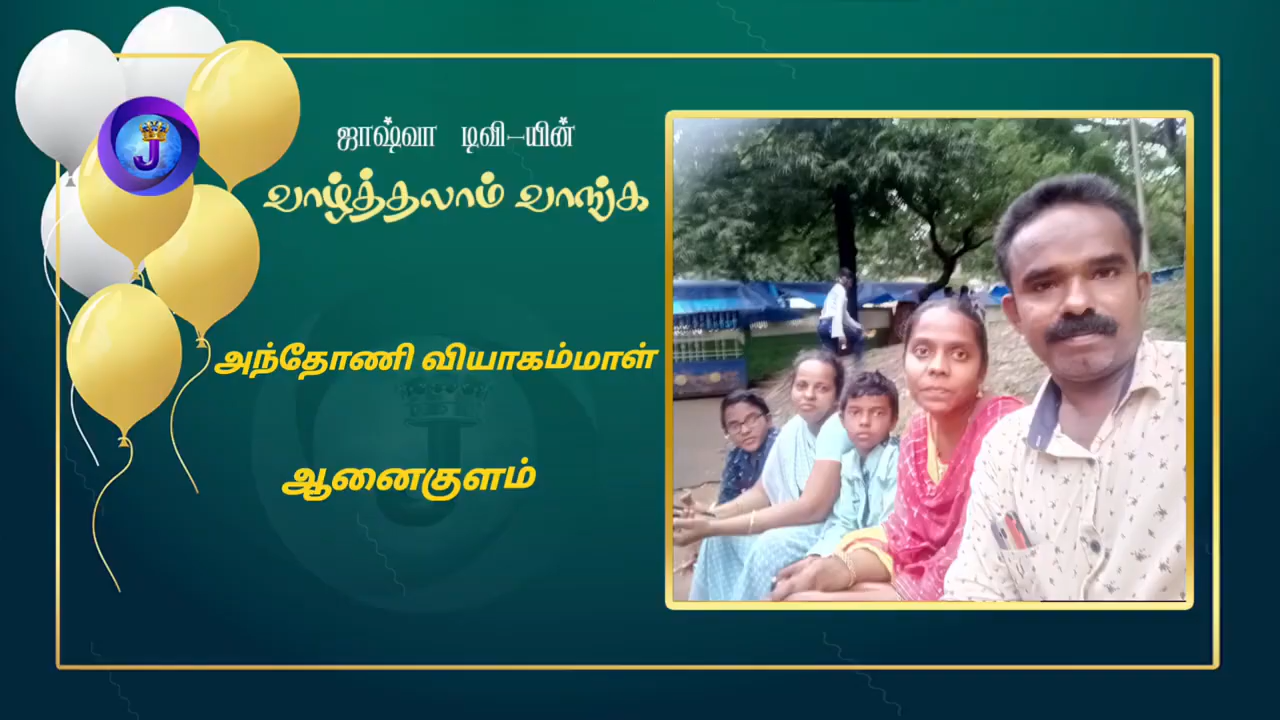 ஜாஷ்வா டிவி-யின்
வாழ்த்தலாம் வாங்க
அந்தோணி வியாகம்மாள்
ஆனைகுளம்
J